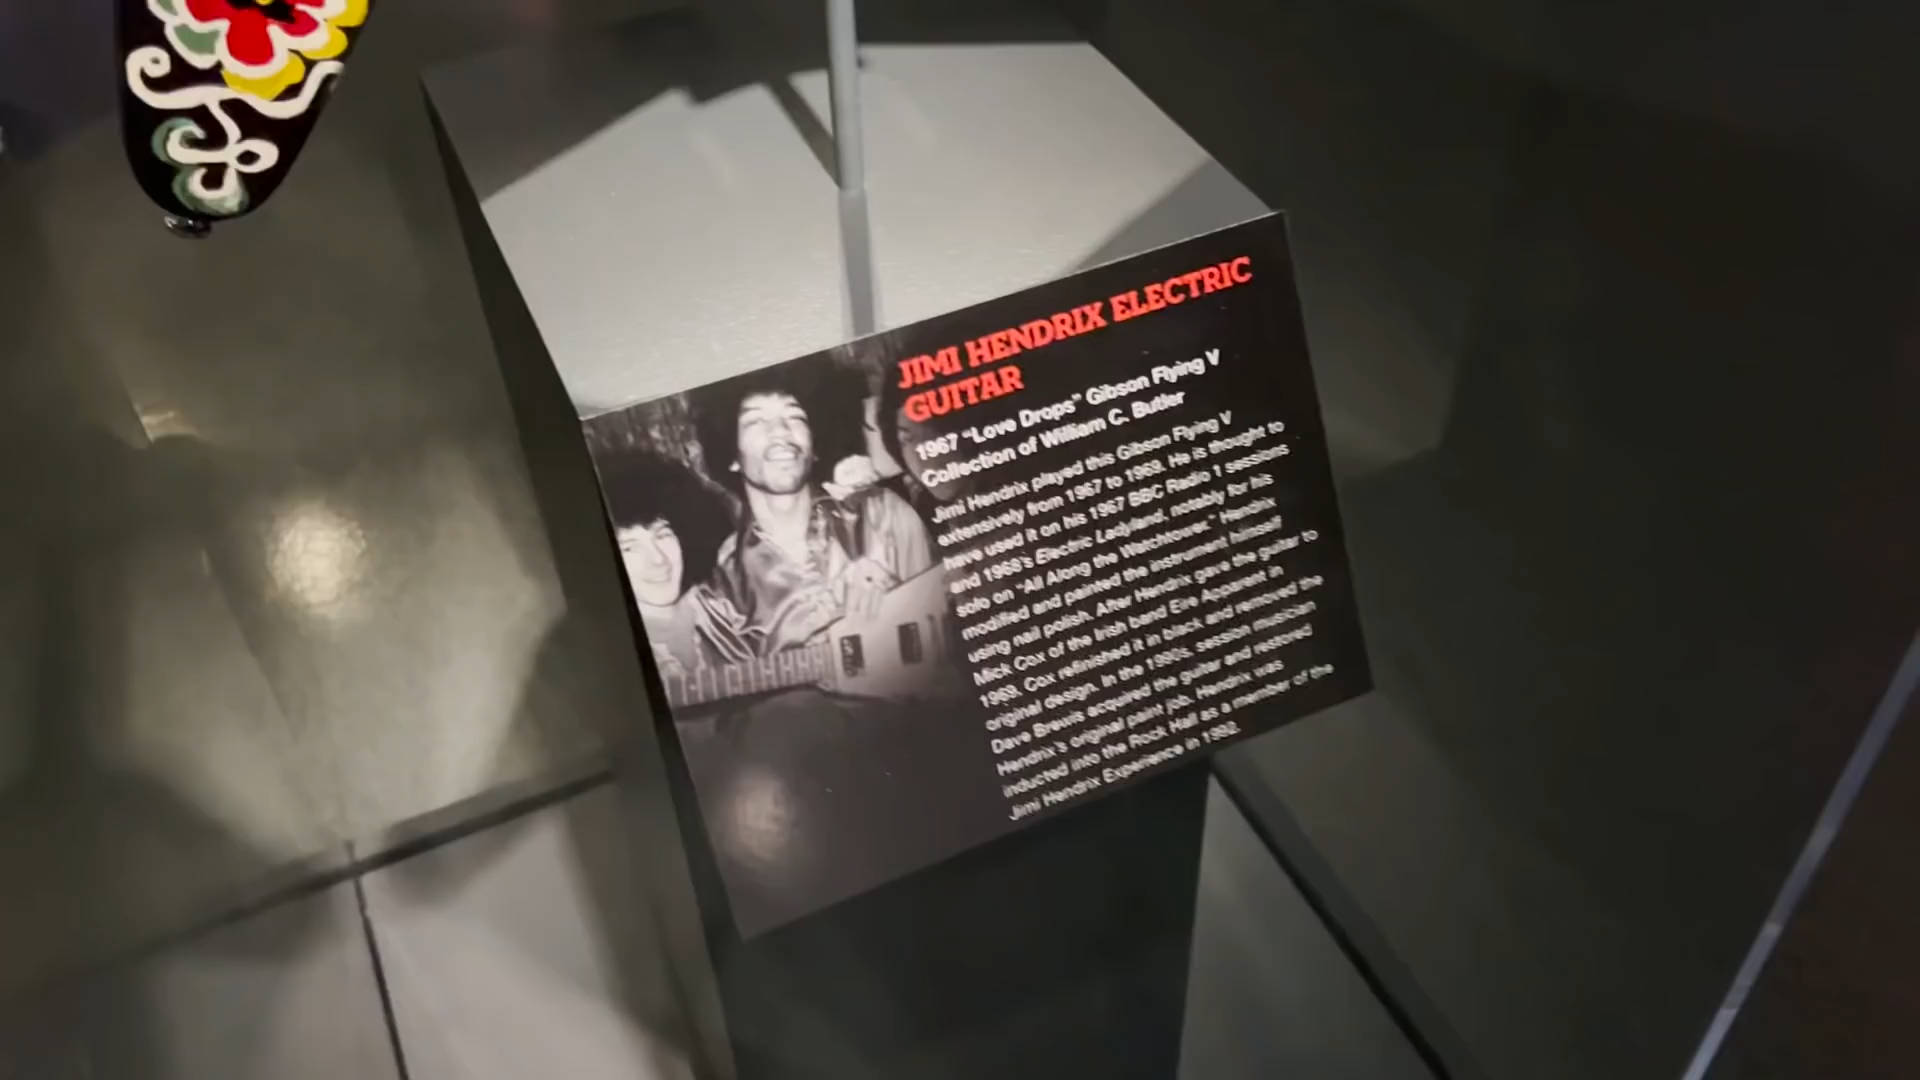 JIMI HENDRIX ELECTRIC
GUITAR
1967 “Love Drops” Gibson Flying V
Collection of William C. Butler
Jimi Hendrix played this Gibson Flying V
extensively from 1967 to 1969. He is thought to
have used it on his 1967 BBC Radio 1 sessions
and 1968’s Electric Ladyland, notably for his
solo on “All Along the Watchtower.” Hendrix
modified and painted the instrument himself
using nail polish. After Hendrix gave the guitar to
Mick Cox of the Irish band Eire Apparent in
1969, Cox refinished it in black and removed the
original design. In the 1990s, session musician
Dave Brewis acquired the guitar and restored
Hendrix’s original paint job. Hendrix was
inducted into the Rock Hall as a member of the
Jimi Hendrix Experience in 1992.